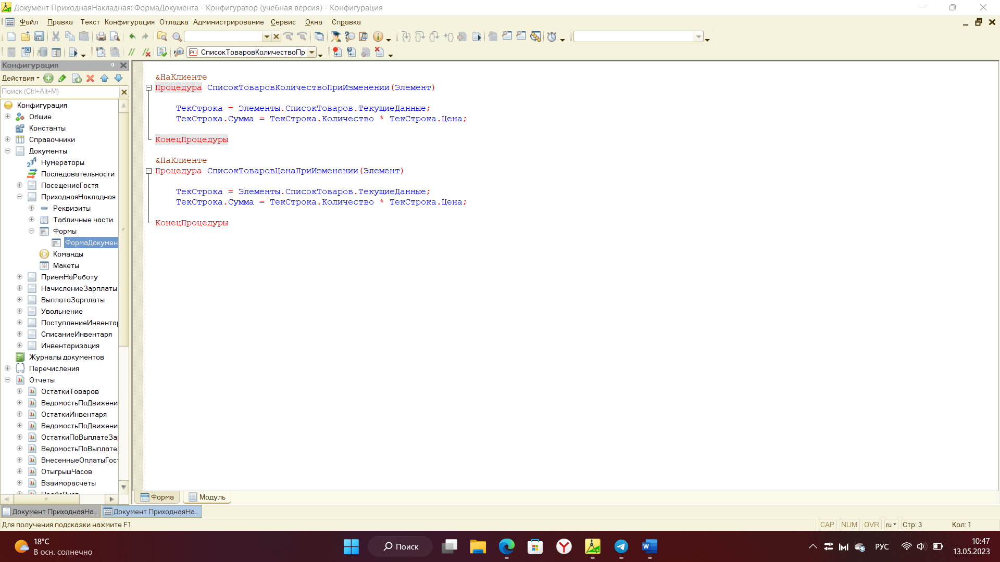 Документ ПриходнаяНакладная: ФормаДокумента - Конфигуратор (учебная версия) - Конфигурация
Файл Правка Текст Конфигурация Отладка Администрирование Сервис Окна Справка
СписокТоваровКоличествоПр
Конфигурация
Действия
Поиск (Ctrl+Alt+M)
Конфигурация
Общие
Константы
Справочники
Документы
Нумераторы
Последовательности
ПосещениеГостя
ПриходнаяНакладная
Реквизиты
Табличные части
Формы
ФормаДокумен
Команды
Макеты
ПриемНаРаботу
НачислениеЗарплаты
ВыплатаЗарплаты
Увольнение
ПоступлениеИнвентар
СписаниеИнвентаря
Инвентаризация
Журналы документов
Перечисления
Отчеты
ОстаткиТоваров
ВедомостьПоДвижени
ОстаткиИнвентаря
ВедомостьПоДвижени
ОстаткиПоВыплатеЗар
ВедомостьПоВыплатеЗ
ВнесенныеОплатыГост
ОтыгрышЧасов
Взаиморасчеты
&НаКлиенте
Процедура СписокТоваровКоличествоПриИзменении(Элемент)
ТекСтрока = Элементы.СписокТоваров.ТекущиеДанные;
ТекСтрока.Сумма = ТекСтрока.Количество * ТекСтрока.Цена;
КонецПроцедуры
&НаКлиенте
Процедура СписокТоваровЦенаПриИзменении(Элемент)
ТекСтрока = Элементы.СписокТоваров.ТекущиеДанные;
ТекСтрока.Сумма = ТекСтрока.Количество * ТекСтрока.Цена;
КонецПроцедуры
Форма Модуль
Документ ПриходнаяНа... Документ ПриходнаяНа...
Для получения подсказки нажмите F1
CAP NUM OVR ru Стр: 3 Кол: 1
18°C
В осн. солнечно
Поиск
РУС
10:47
13.05.2023